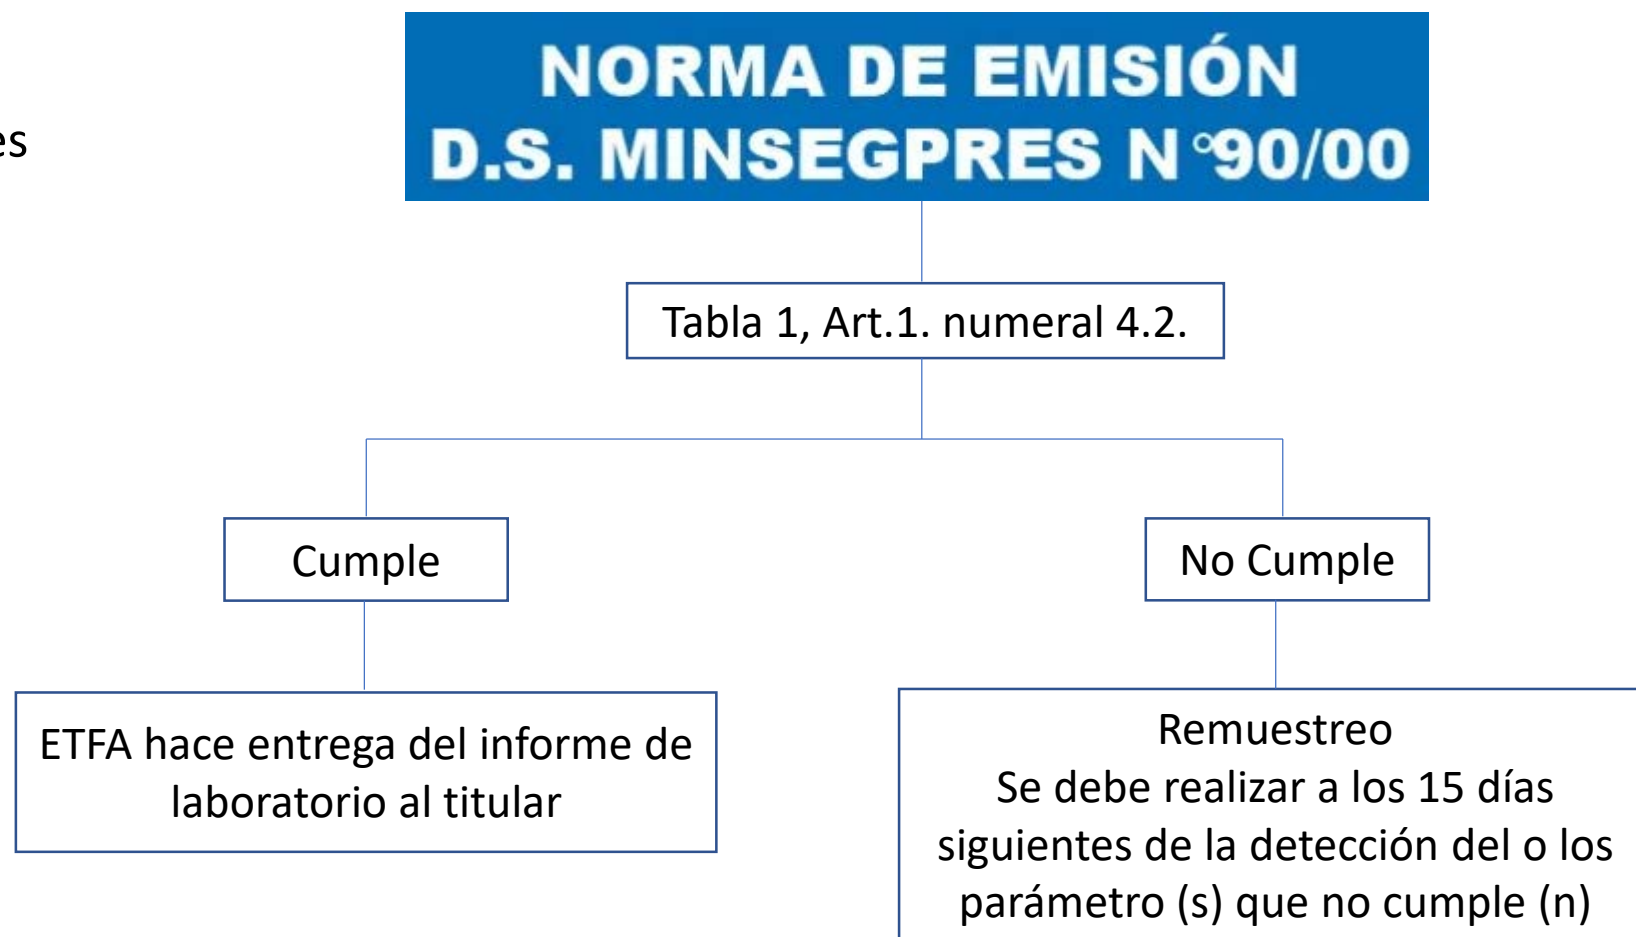 es
NORMA DE EMISIÓN
D.S. MINSEGPRES N°90/00
Tabla 1, Art.1. numeral 4.2.
Cumple
No Cumple
ETFA hace entrega del informe de
laboratorio al titular
Remuestreo
Se debe realizar a los 15 días
siguientes de la detección del o los
parámetro (s) que no cumple (n)